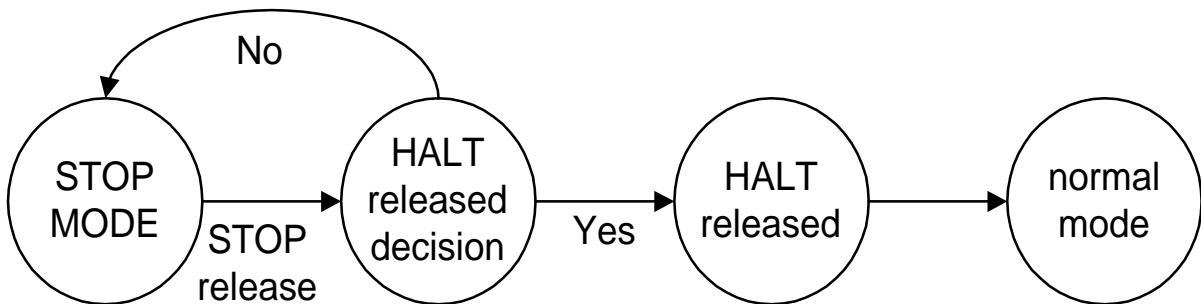 No
STOP
MODE
STOP
release
HALT
released
decision
Yes
HALT
released
normal
mode